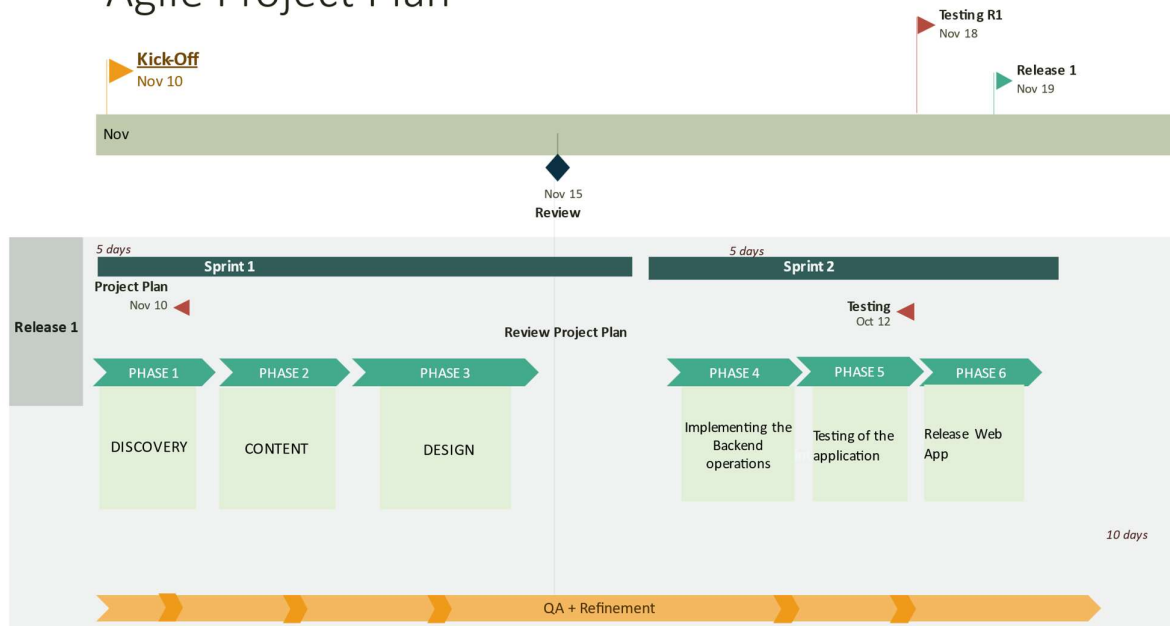 Agile Project Plan
Testing R1
Nov 18
Kick-Off
Nov 10
Release 1
Nov 19
Nov
Nov 15
Review
5 days
5 days
Sprint 1
Sprint 2
Project Plan
Nov 10
Testing
Oct 12
Release 1
Review Project Plan
PHASE 1
PHASE 2
PHASE 3
PHASE 4
PHASE 5
PHASE 6
DISCOVERY
CONTENT
DESIGN
Implementing the
Backend
operations
Testing of the
application
Release Web
App
10 days
QA + Refinement